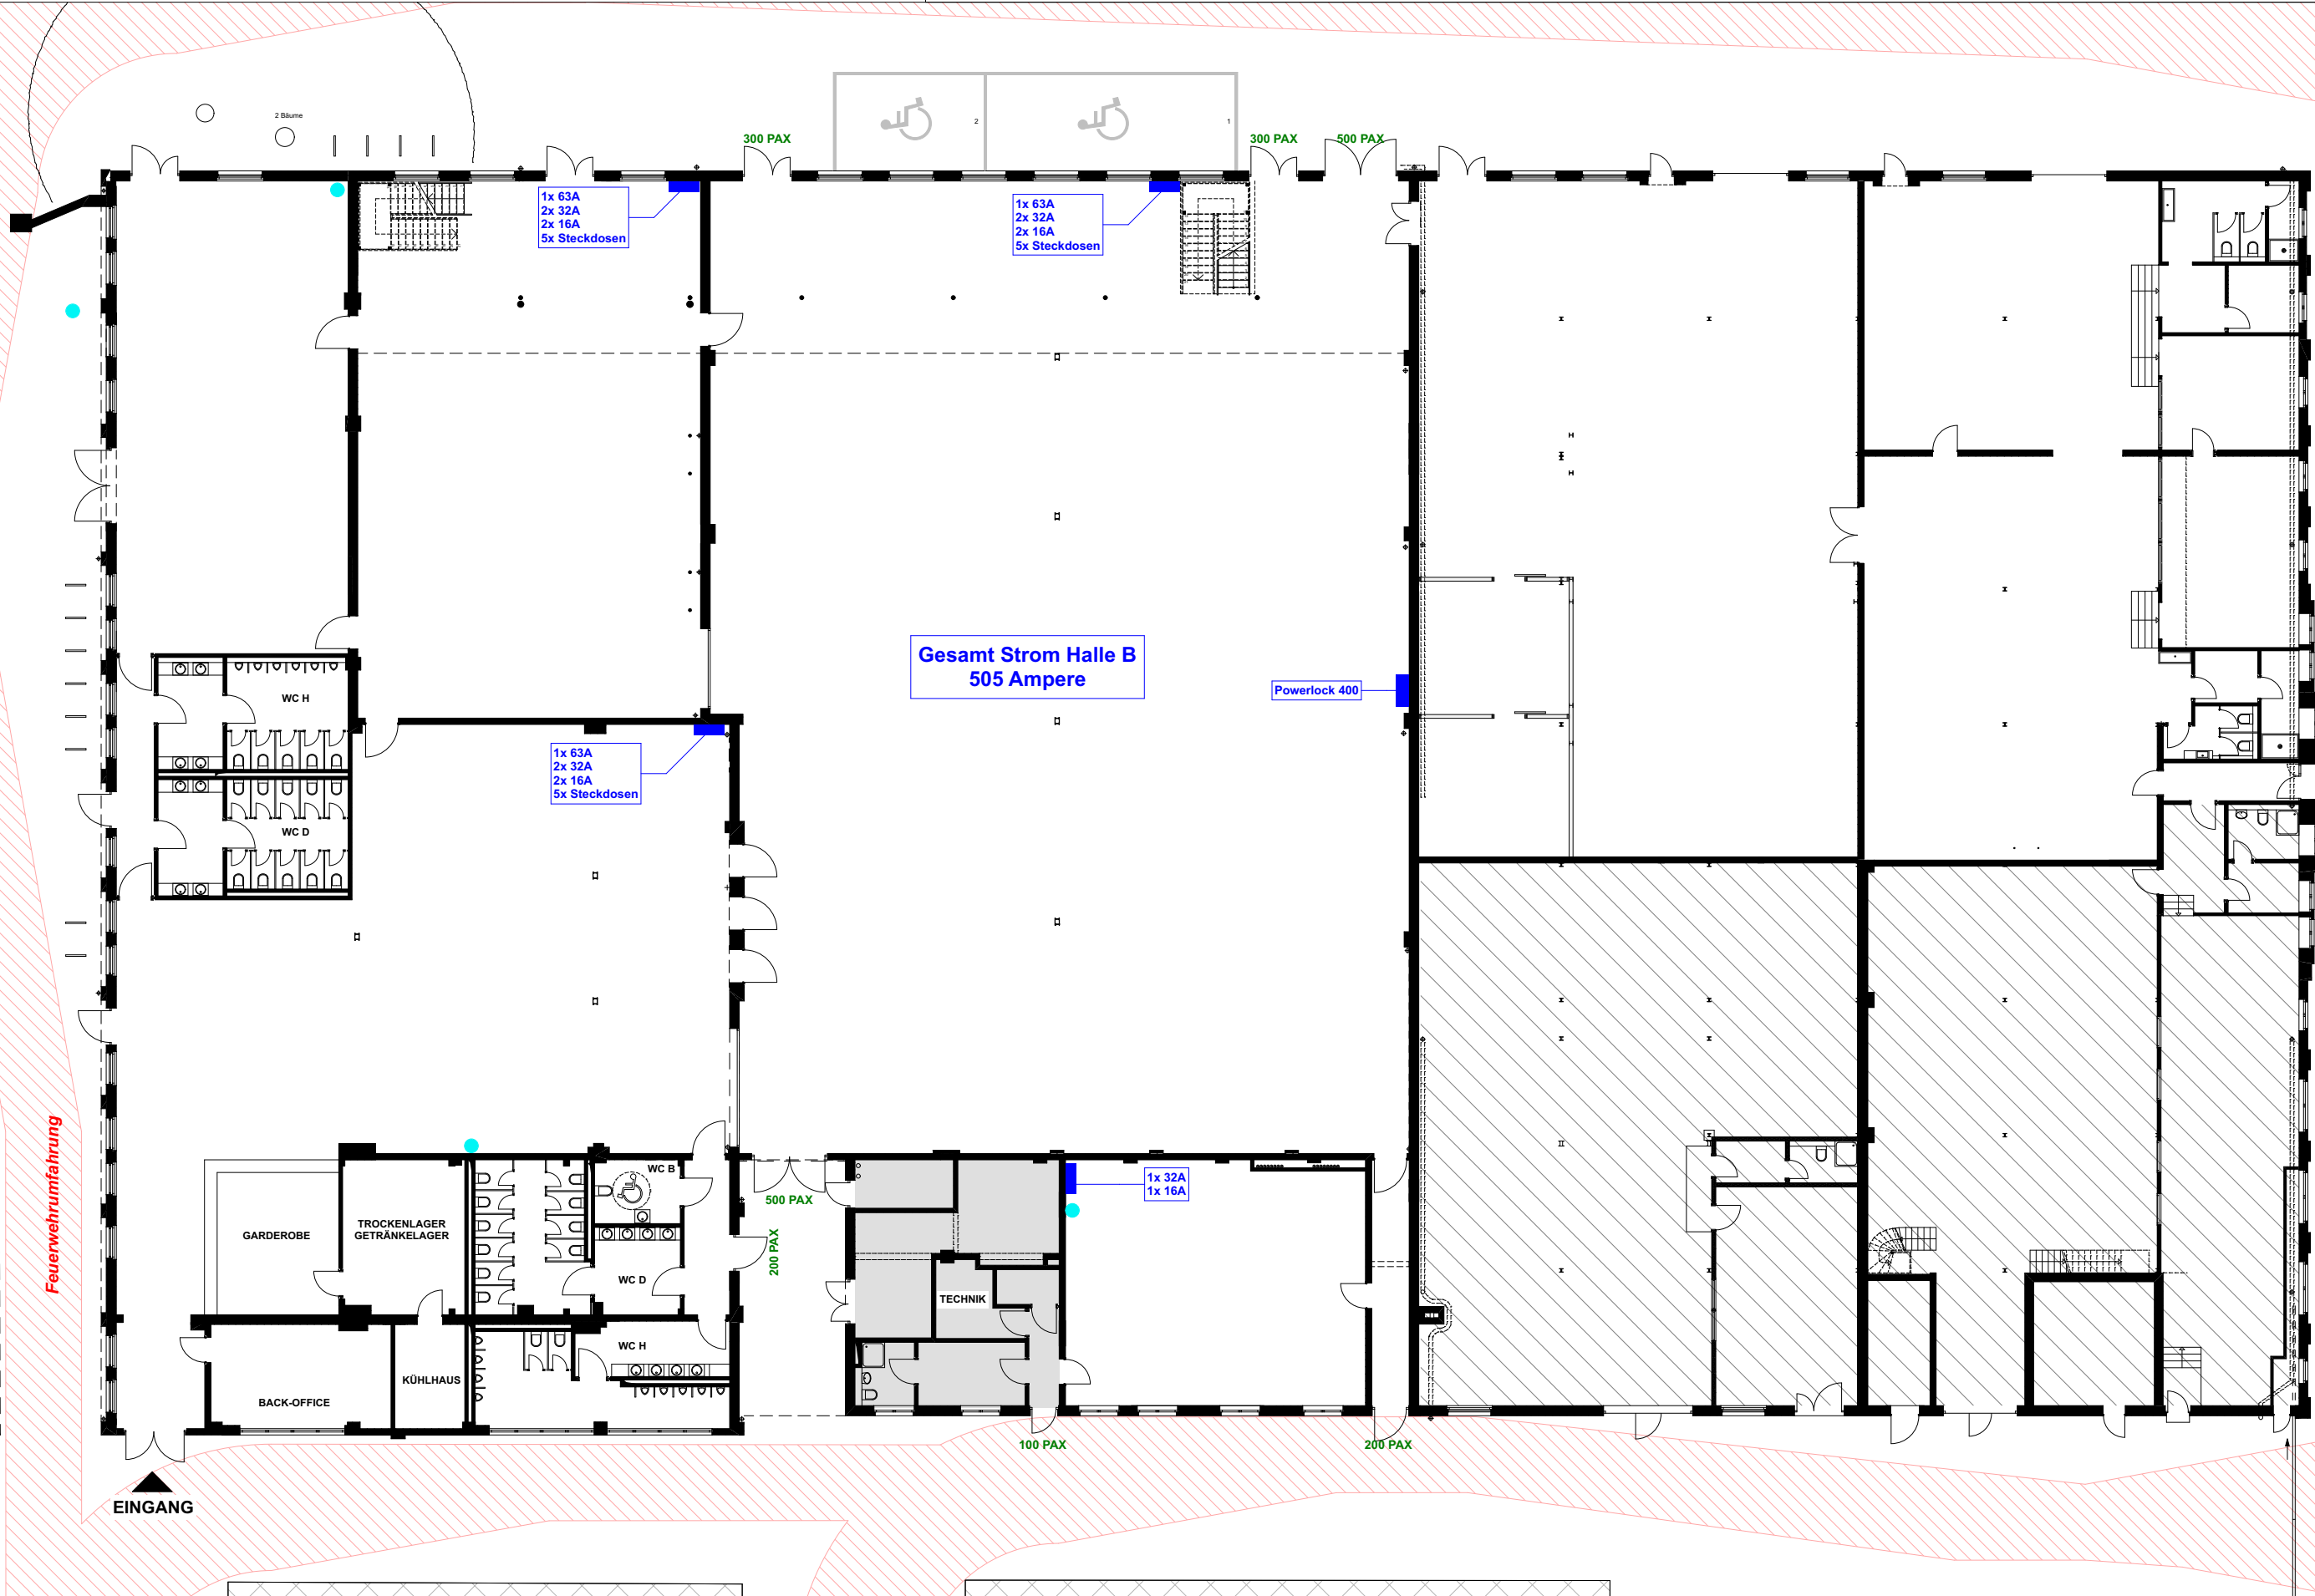 2 Bäume
2
1
300 PAX
300 PAX
500 PAX
1x 63A
2x 32A
2x 16A
5x Steckdosen
1x 63A
2x 32A
2x 16A
5x Steckdosen
Gesamt Strom Halle B
505 Ampere
Powerlock 400
WC H
1x 63A
2x 32A
2x 16A
5x Steckdosen
WC D
Feuerwehrumfahrung
WC B
1x 32A
1x 16A
500 PAX
TROCKENLAGER
GETRÄNKELAGER
GARDEROBE
200 PAX
WC D
TECHNIK
WC H
KÜHLHAUS
BACK-OFFICE
100 PAX
200 PAX
EINGANG